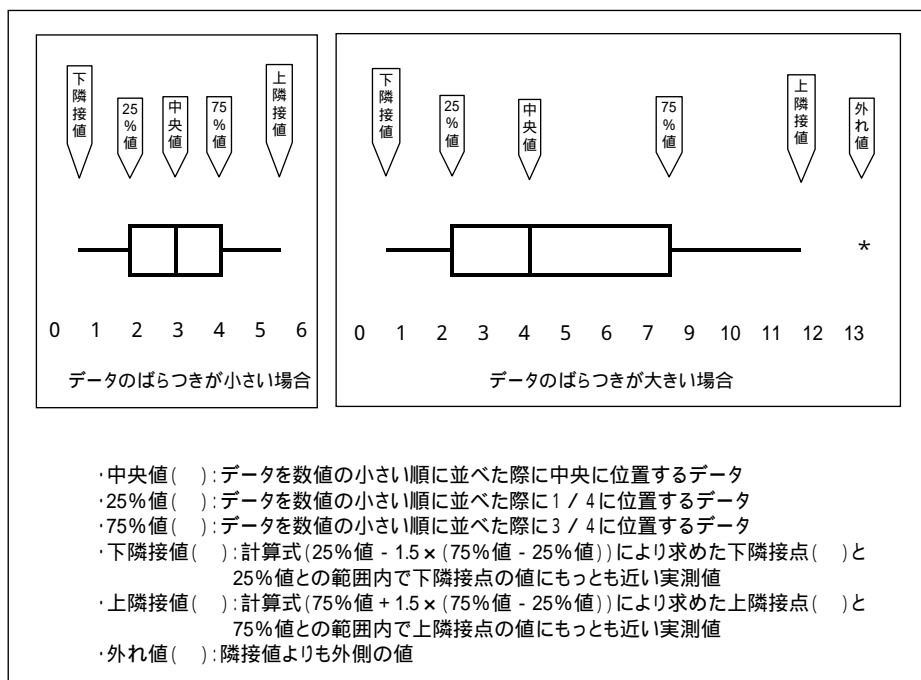 下隣接値
25%値
中央値
75%値
上隣接値
0 1 2 3 4 5 6
データのばらつきが小さい場合
下隣接値
25%値
中央値
75%値
上隣接値
外れ値
*
0 1 2 3 4 5 6 7 8 9 10 11 12 13
データのばらつきが大きい場合
・中央値( ):データを数値の小さい順に並べた際に中央に位置するデータ
・25%値( ):データを数値の小さい順に並べた際に1/4に位置するデータ
・75%値( ):データを数値の小さい順に並べた際に3/4に位置するデータ
・下隣接値( ):計算式(25%値-1.5×(75%値-25%値))により求めた下隣接点( )と
25%値との範囲内で下隣接点の値にもっとも近い実測値
・上隣接値( ):計算式(75%値+1.5×(75%値-25%値))により求めた上隣接点( )と
75%値との範囲内で上隣接点の値にもっとも近い実測値
・外れ値( ):隣接値よりも外側の値